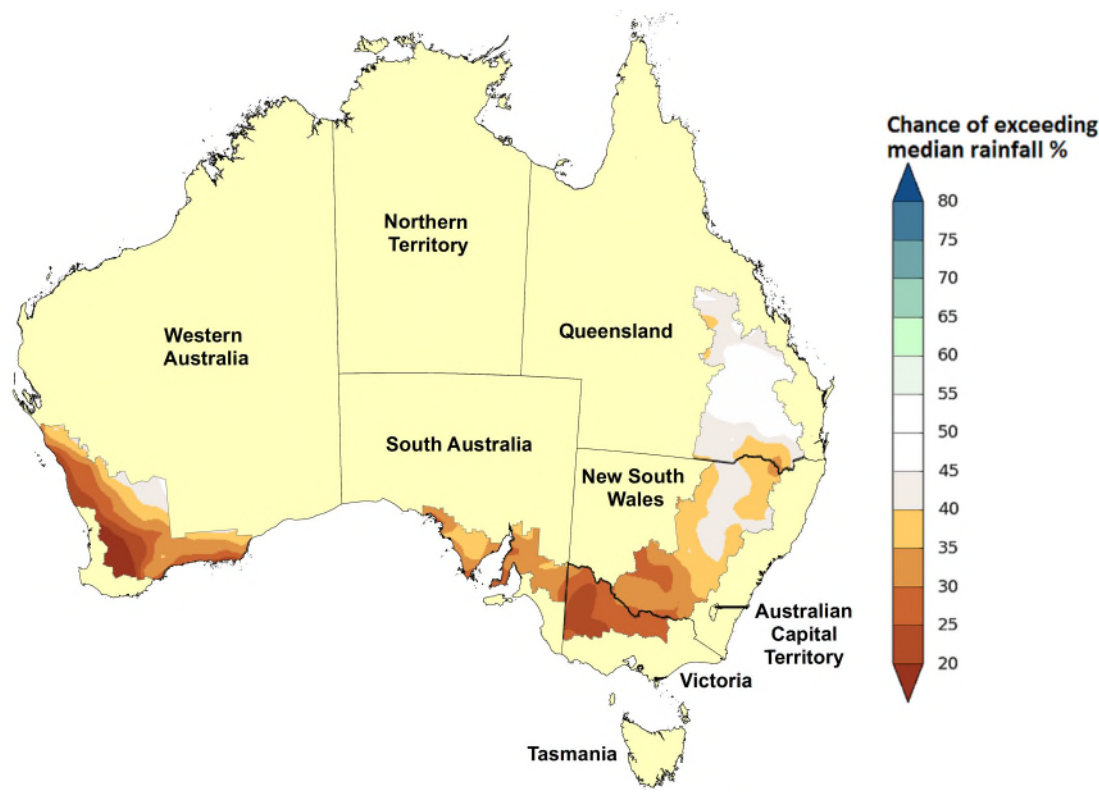 Chance of exceeding
median rainfall %
80
75
70
65
60
55
50
45
40
35
30
25
20
Northern
Territory
Western
Australia
Queensland
South Australia
New South
Wales
Australian
Capital
Territory
Victoria
Tasmania